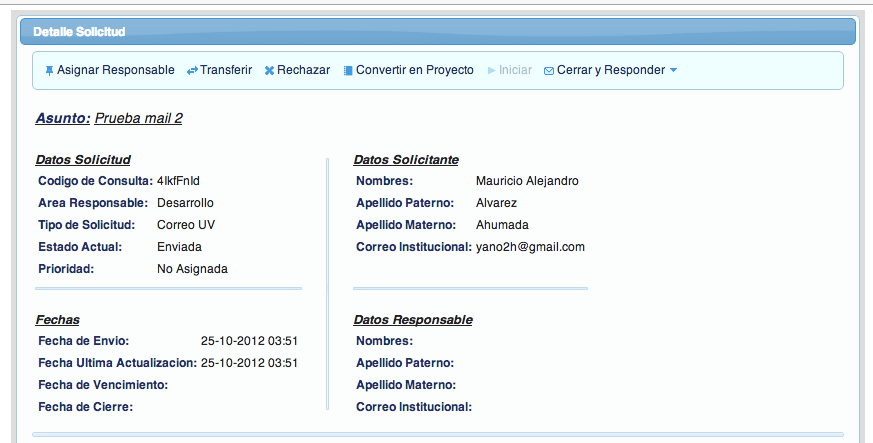 Detalle Solicitud
Asignar Responsable Transferir Rechazar Convertir en Proyecto Iniciar Cerrar y Responder
Asunto: Prueba mail 2
Datos Solicitud
Codigo de Consulta: 4IkfFnId
Area Responsable: Desarrollo
Tipo de Solicitud: Correo UV
Estado Actual: Enviada
Prioridad: No Asignada
Datos Solicitante
Nombres: Mauricio Alejandro
Apellido Paterno: Alvarez
Apellido Materno: Ahumada
Correo Institucional: yano2h@gmail.com
Fechas
Fecha de Envio: 25-10-2012 03:51
Fecha Ultima Actualizacion: 25-10-2012 03:51
Fecha de Vencimiento:
Fecha de Cierre:
Datos Responsable
Nombres:
Apellido Paterno:
Apellido Materno:
Correo Institucional: